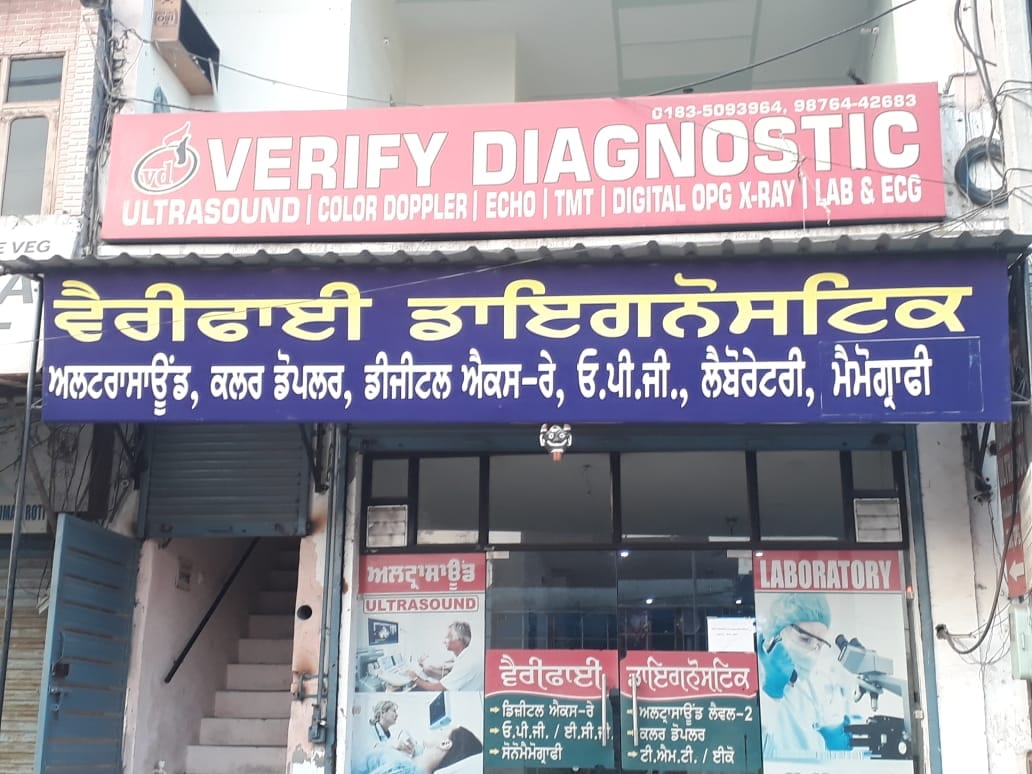 0183-5093964, 98764-42683
vd VERIFY DIAGNOSTIC
ULTRASOUND | COLOR DOPPLER | ECHO | TMT | DIGITAL OPG X-RAY | LAB & ECG
E VEG
ਵੈਰੀਫਾਈ ਡਾਇਗਨੋਸਟਿਕ
ਅਲਟਰਾਸਾਊਂਡ, ਕਲਰ ਡੋਪਲਰ, ਡੀਜੀਟਲ ਐਕਸ-ਰੇ, ਓ.ਪੀ.ਜੀ., ਲੈਬੋਰੇਟਰੀ, ਮੈਮੋਗ੍ਰਾਫੀ
ਅਲਟ੍ਰਾਸਾਊਂਡ
ULTRASOUND
LABORATORY
ਵੈਰੀਫਾਈ ਡਾਇਗਨੋਸਟਿਕ
ਡਿਜ਼ੀਟਲ ਐਕਸ-ਰੇ
ਓ.ਪੀ.ਜੀ. / ਈ.ਸੀ.ਜੀ.
ਸੋਨੋਮੈਮੋਗ੍ਰਾਫੀ
ਅਲਟ੍ਰਾਸਾਊਂਡ ਲੈਵਲ-2
ਕਲਰ ਡੋਪਲਰ
ਟੀ.ਐਮ.ਟੀ. / ਈਕੋ